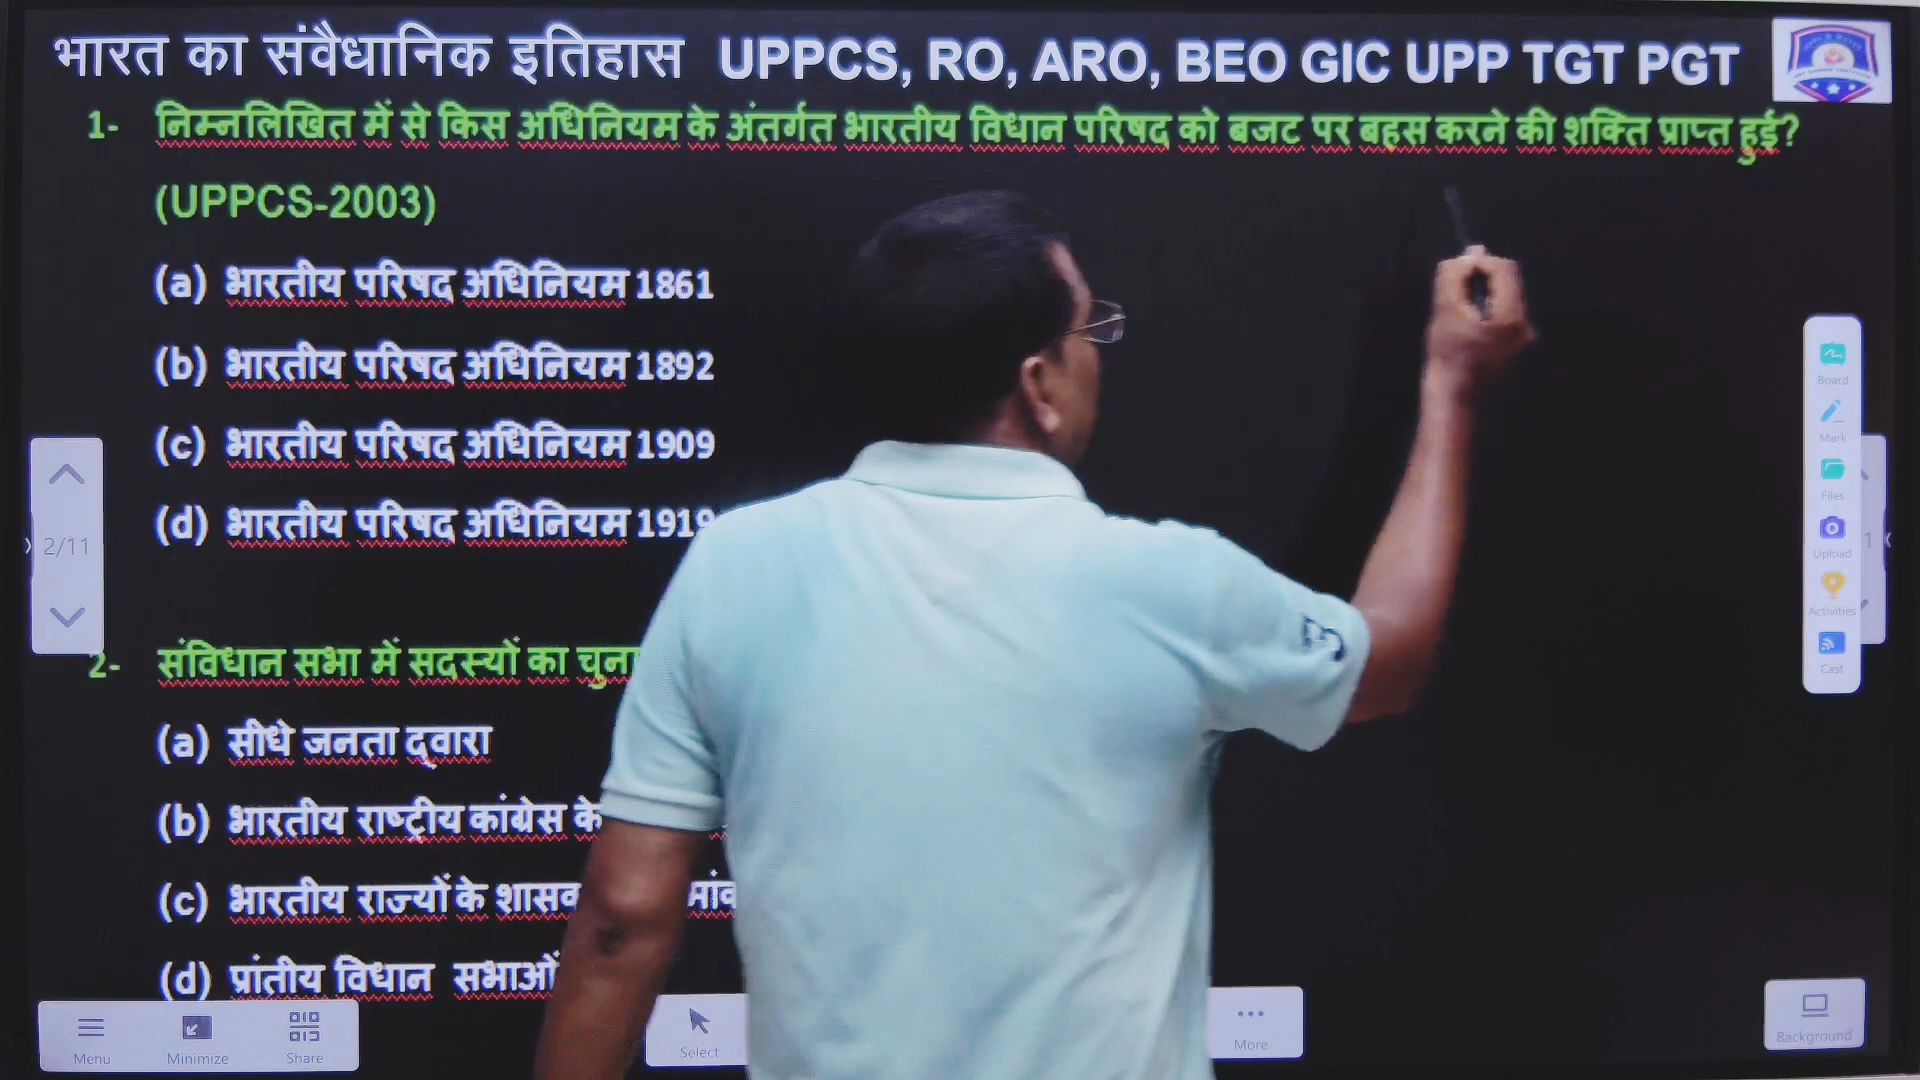 भारत का संवैधानिक इतिहास UPPCS, RO, ARO, BEO GIC UPP TGT PGT
1- निम्नलिखित में से किस अधिनियम के अंतर्गत भारतीय विधान परिषद को बजट पर बहस करने की शक्ति प्राप्त हुई?
(UPPCS-2003)
(a) भारतीय परिषद अधिनियम 1861
(b) भारतीय परिषद अधिनियम 1892
(c) भारतीय परिषद अधिनियम 1909
(d) भारतीय परिषद अधिनियम 1919
2- संविधान सभा में सदस्यों का
(a) सीधे जनता द्वारा
(b) भारतीय राष्ट्रीय कांग्रेस के
(c) भारतीय राज्यों के
(d) प्रांतीय विधान सभाओं
2/11
Board
Mark
Files
Upload
Activities
Cast
1
Menu
Minimize
Share
Select
More
Background